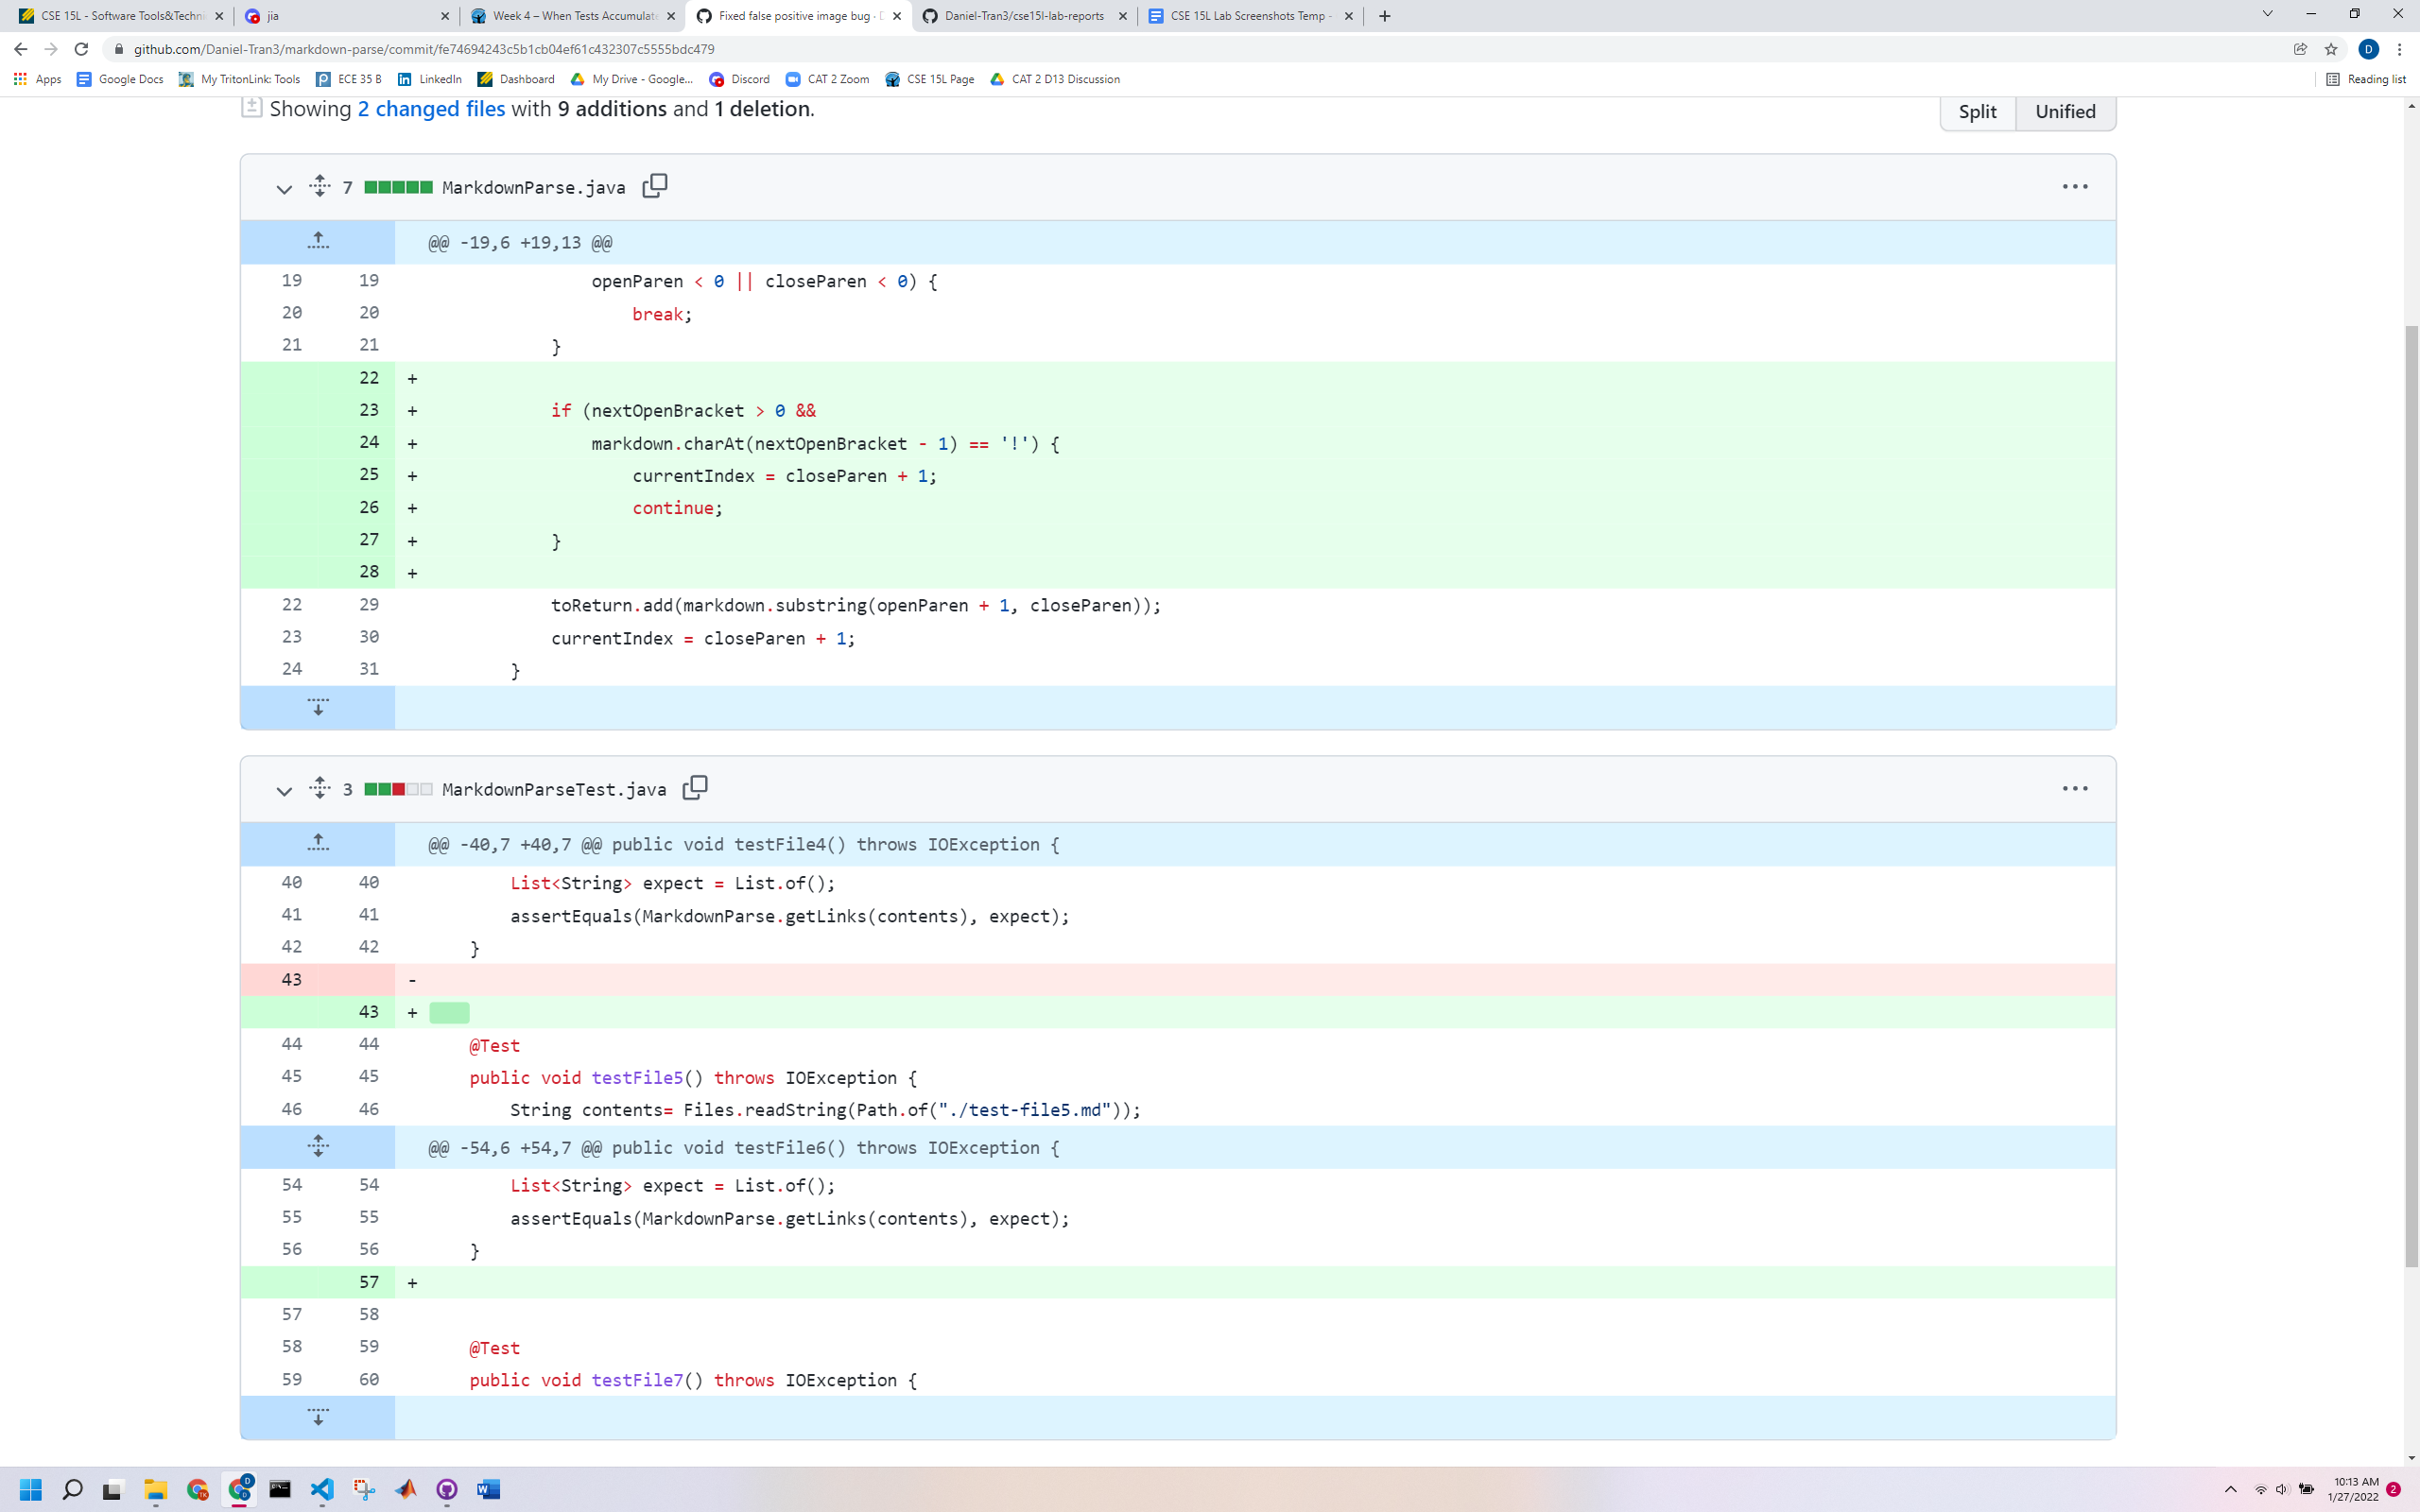 CSE 15L - Software Tools&Techni
jia
Week 4 – When Tests Accumulate
Fixed false positive image bug ·
Daniel-Tran3/cse15l-lab-reports
CSE 15L Lab Screenshots Temp -
github.com/Daniel-Tran3/markdown-parse/commit/fe74694243c5b1cb04ef61c432307c5555bdc479
D
Apps
Google Docs
My TritonLink: Tools
ECE 35 B
LinkedIn
Dashboard
My Drive - Google...
Discord
CAT 2 Zoom
CSE 15L Page
CAT 2 D13 Discussion
Reading list
Showing 2 changed files with 9 additions and 1 deletion.
Split Unified
7 MarkdownParse.java
@@ -19,6 +19,13 @@
19 19 openParen < 0 || closeParen < 0) {
20 20 break;
21 21 }
22 +
23 + if (nextOpenBracket > 0 &&
24 + markdown.charAt(nextOpenBracket - 1) == '!') {
25 + currentIndex = closeParen + 1;
26 + continue;
27 + }
28 +
22 29 toReturn.add(markdown.substring(openParen + 1, closeParen));
23 30 currentIndex = closeParen + 1;
24 31 }
3 MarkdownParseTest.java
@@ -40,7 +40,7 @@ public void testFile4() throws IOException {
40 40 List<String> expect = List.of();
41 41 assertEquals(MarkdownParse.getLinks(contents), expect);
42 42 }
43 -
43 +
44 44 @Test
45 45 public void testFile5() throws IOException {
46 46 String contents= Files.readString(Path.of("./test-file5.md"));
@@ -54,6 +54,7 @@ public void testFile6() throws IOException {
54 54 List<String> expect = List.of();
55 55 assertEquals(MarkdownParse.getLinks(contents), expect);
56 56 }
57 +
57 58
58 59 @Test
59 60 public void testFile7() throws IOException {
10:13 AM
1/27/2022
2